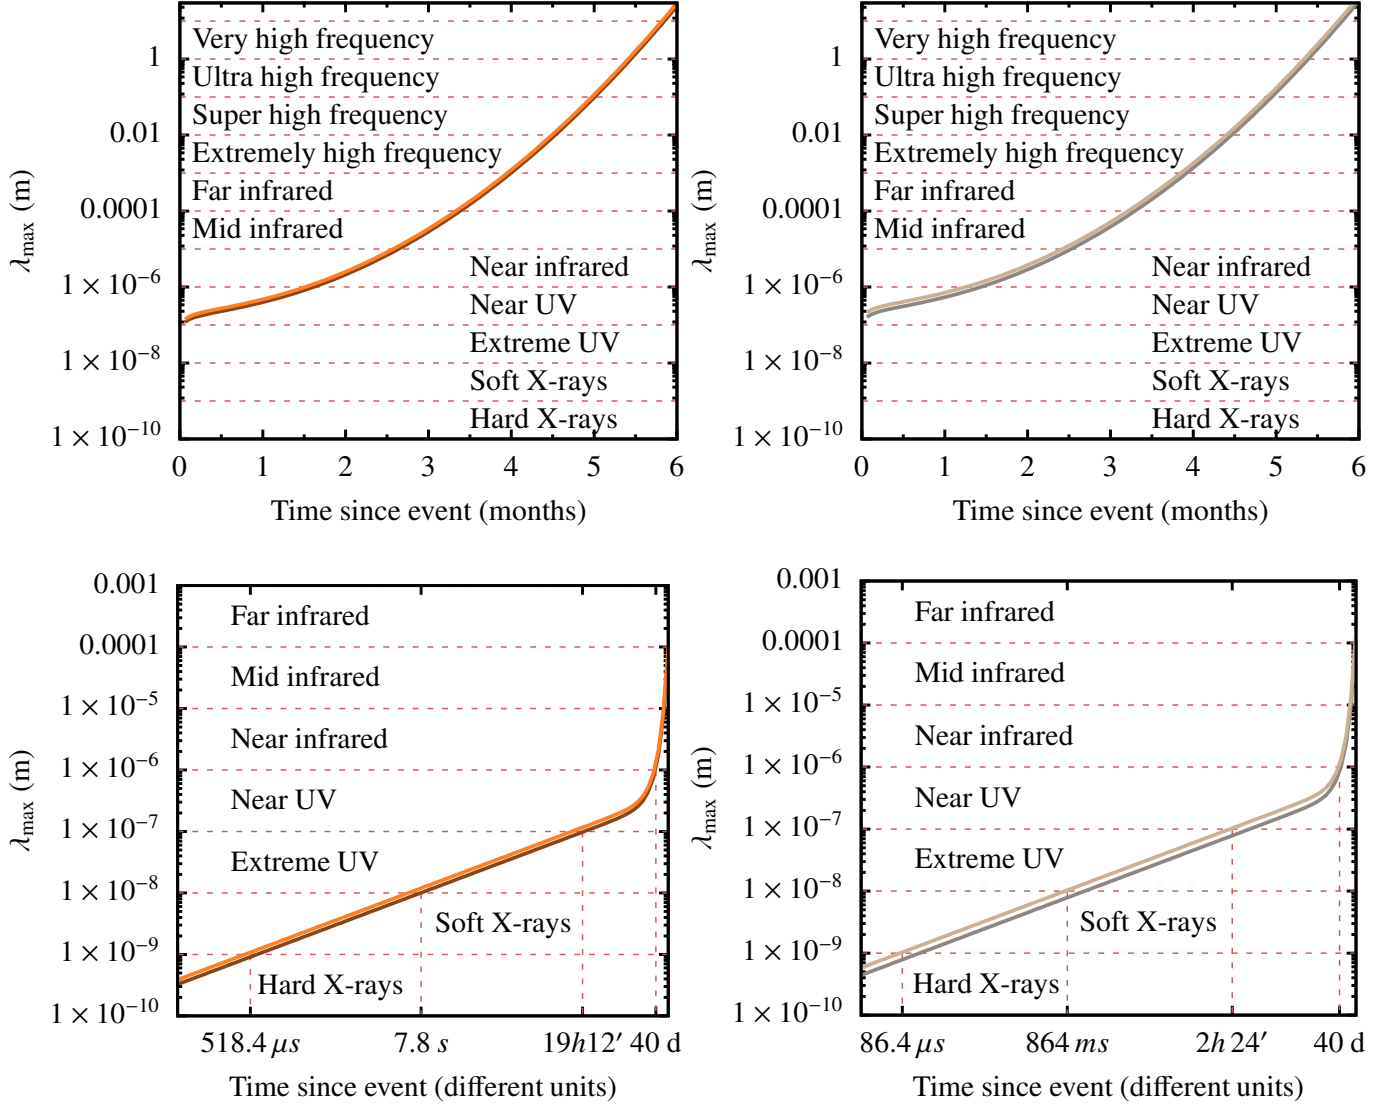 Very high frequency
Ultra high frequency
Super high frequency
Extremely high frequency
Far infrared
Mid infrared
Near infrared
Near UV
Extreme UV
Soft X-rays
Hard X-rays
1
0.01
0.0001
1 × 10⁻⁶
1 × 10⁻⁸
1 × 10⁻¹⁰
λmax (m)
0 1 2 3 4 5 6
Time since event (months)
Very high frequency
Ultra high frequency
Super high frequency
Extremely high frequency
Far infrared
Mid infrared
Near infrared
Near UV
Extreme UV
Soft X-rays
Hard X-rays
1
0.01
0.0001
1 × 10⁻⁶
1 × 10⁻⁸
1 × 10⁻¹⁰
λmax (m)
0 1 2 3 4 5 6
Time since event (months)
0.001
0.0001
1 × 10⁻⁵
1 × 10⁻⁶
1 × 10⁻⁷
1 × 10⁻⁸
1 × 10⁻⁹
1 × 10⁻¹⁰
λmax (m)
Far infrared
Mid infrared
Near infrared
Near UV
Extreme UV
Soft X-rays
Hard X-rays
518.4 μs 7.8 s 19h12′ 40 d
Time since event (different units)
0.001
0.0001
1 × 10⁻⁵
1 × 10⁻⁶
1 × 10⁻⁷
1 × 10⁻⁸
1 × 10⁻⁹
1 × 10⁻¹⁰
λmax (m)
Far infrared
Mid infrared
Near infrared
Near UV
Extreme UV
Soft X-rays
Hard X-rays
86.4 μs 864 ms 2h 24′ 40 d
Time since event (different units)